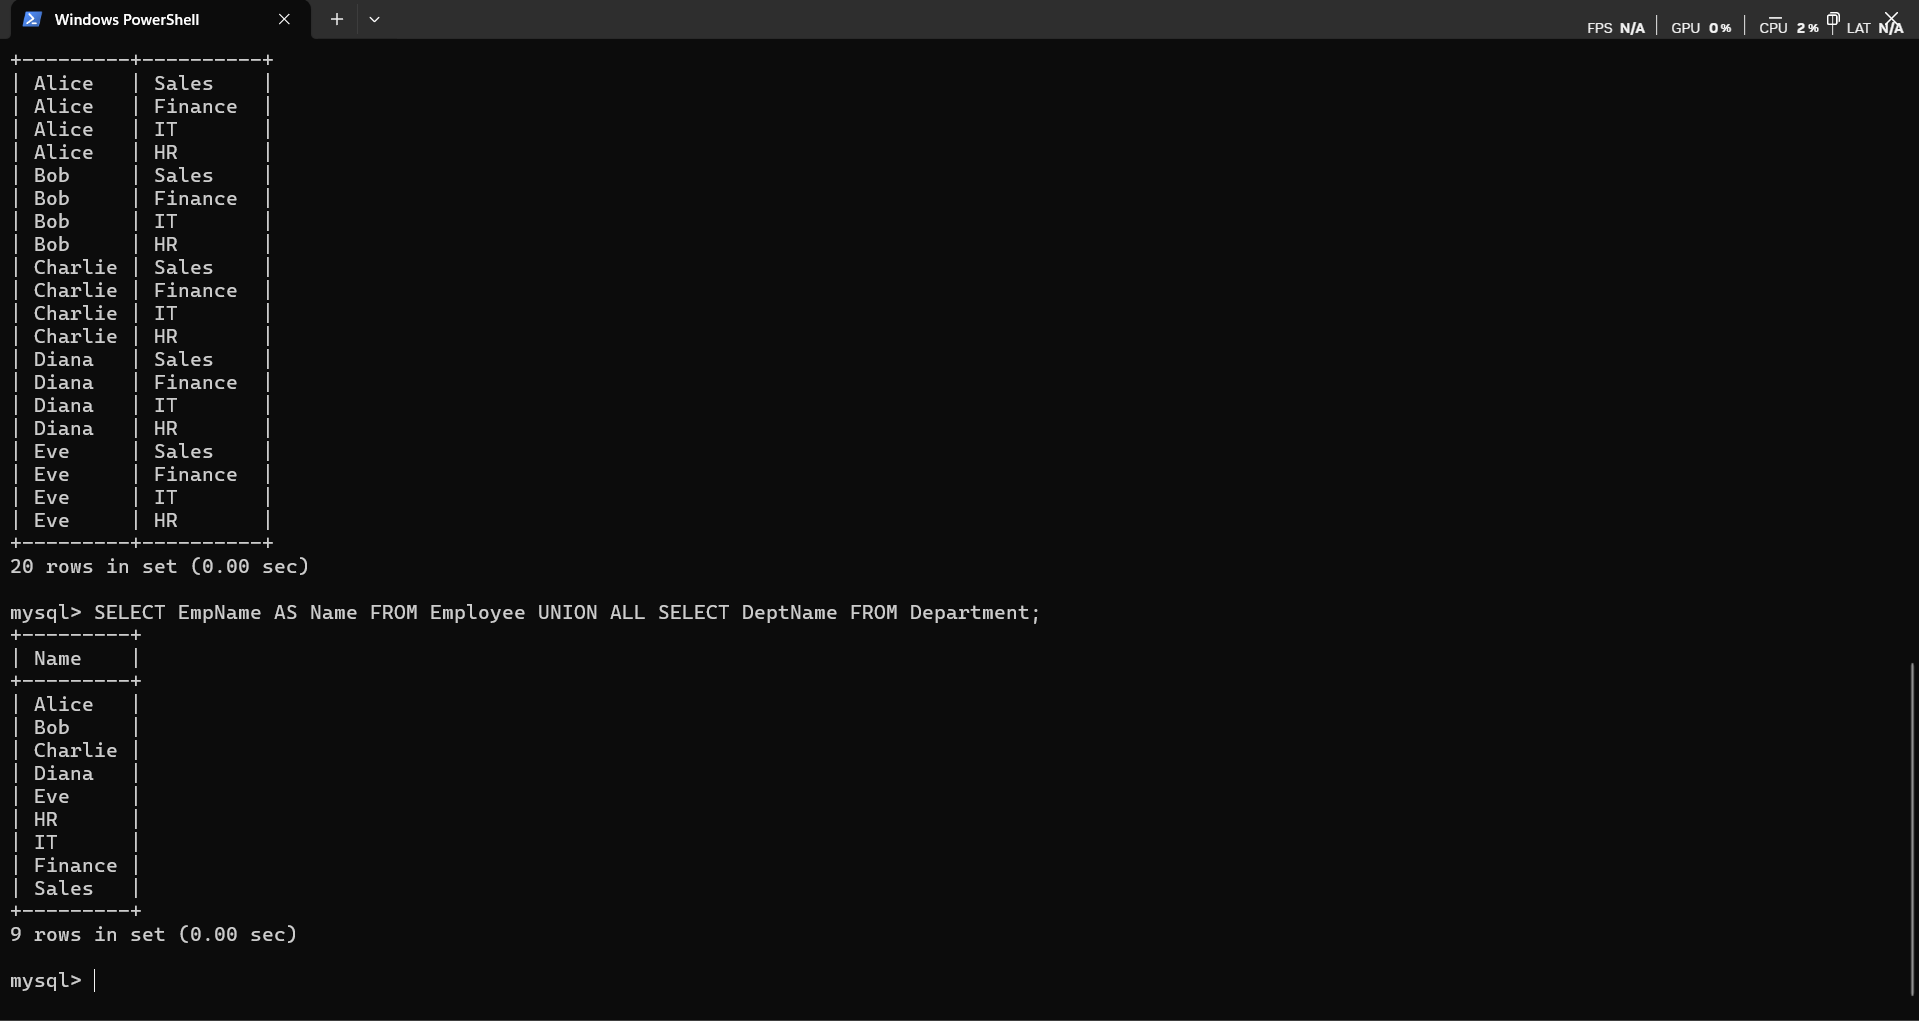 Windows PowerShell
FPS N/A | GPU 0% | CPU 2% | LAT N/A
+---------+----------+
| Alice   | Sales    |
| Alice   | Finance  |
| Alice   | IT       |
| Alice   | HR       |
| Bob     | Sales    |
| Bob     | Finance  |
| Bob     | IT       |
| Bob     | HR       |
| Charlie | Sales    |
| Charlie | Finance  |
| Charlie | IT       |
| Charlie | HR       |
| Diana   | Sales    |
| Diana   | Finance  |
| Diana   | IT       |
| Diana   | HR       |
| Eve     | Sales    |
| Eve     | Finance  |
| Eve     | IT       |
| Eve     | HR       |
+---------+----------+
20 rows in set (0.00 sec)

mysql> SELECT EmpName AS Name FROM Employee UNION ALL SELECT DeptName FROM Department;
+---------+
| Name    |
+---------+
| Alice   |
| Bob     |
| Charlie |
| Diana   |
| Eve     |
| HR      |
| IT      |
| Finance |
| Sales   |
+---------+
9 rows in set (0.00 sec)

mysql>